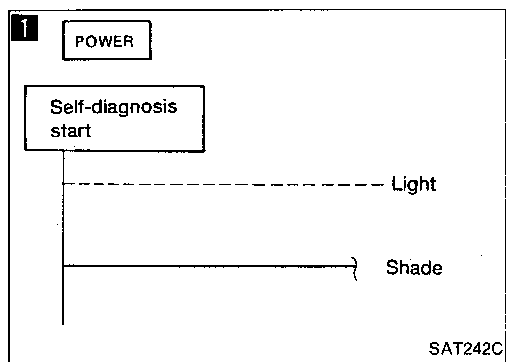 1
POWER
Self-diagnosis
start
Light
Shade
SAT242C